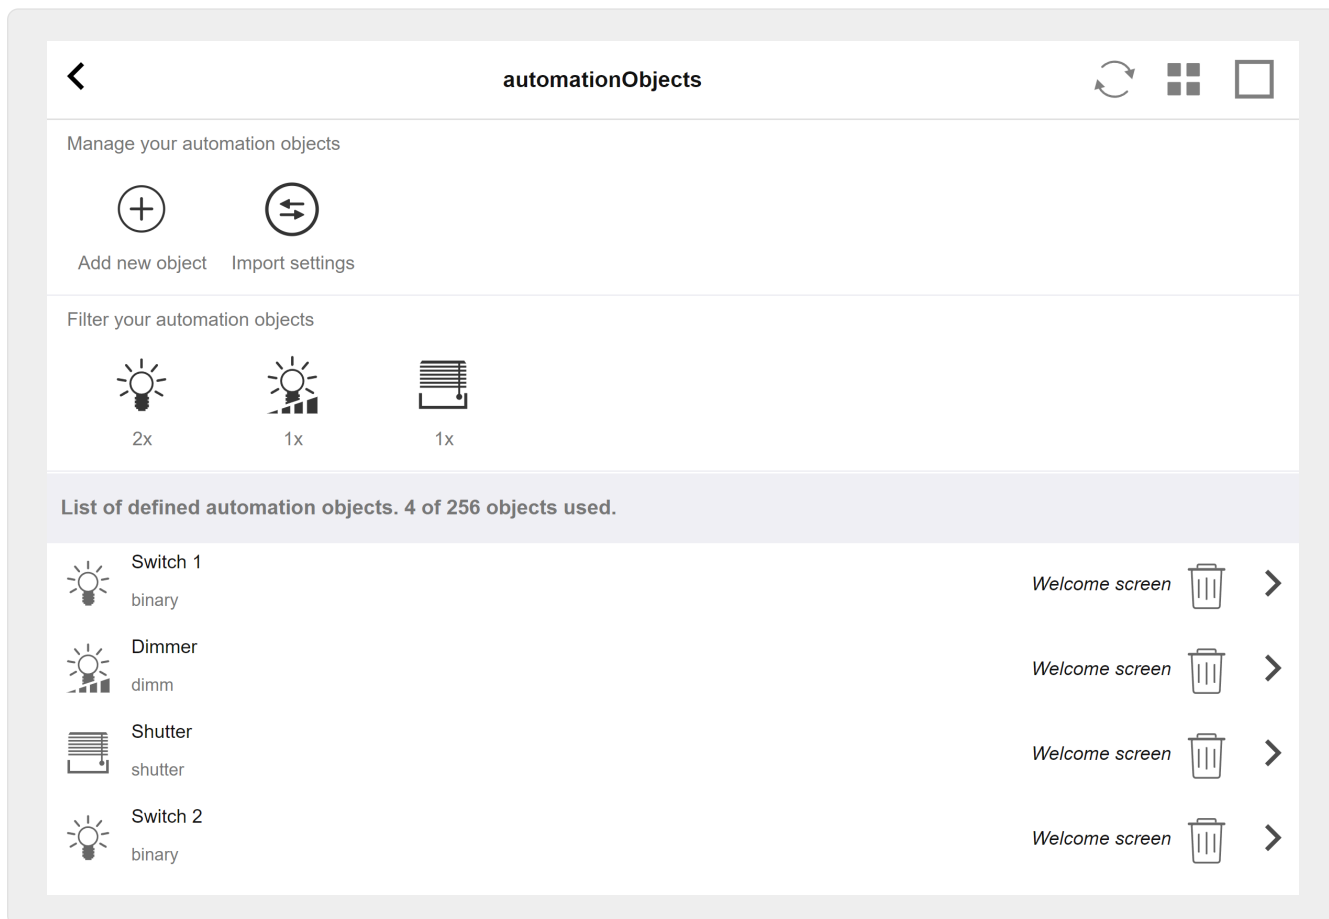 automationObjects
Manage your automation objects
Add new object
Import settings
Filter your automation objects
2x
1x
1x
List of defined automation objects. 4 of 256 objects used.
Switch 1
binary
Welcome screen
Dimmer
dimm
Welcome screen
Shutter
shutter
Welcome screen
Switch 2
binary
Welcome screen